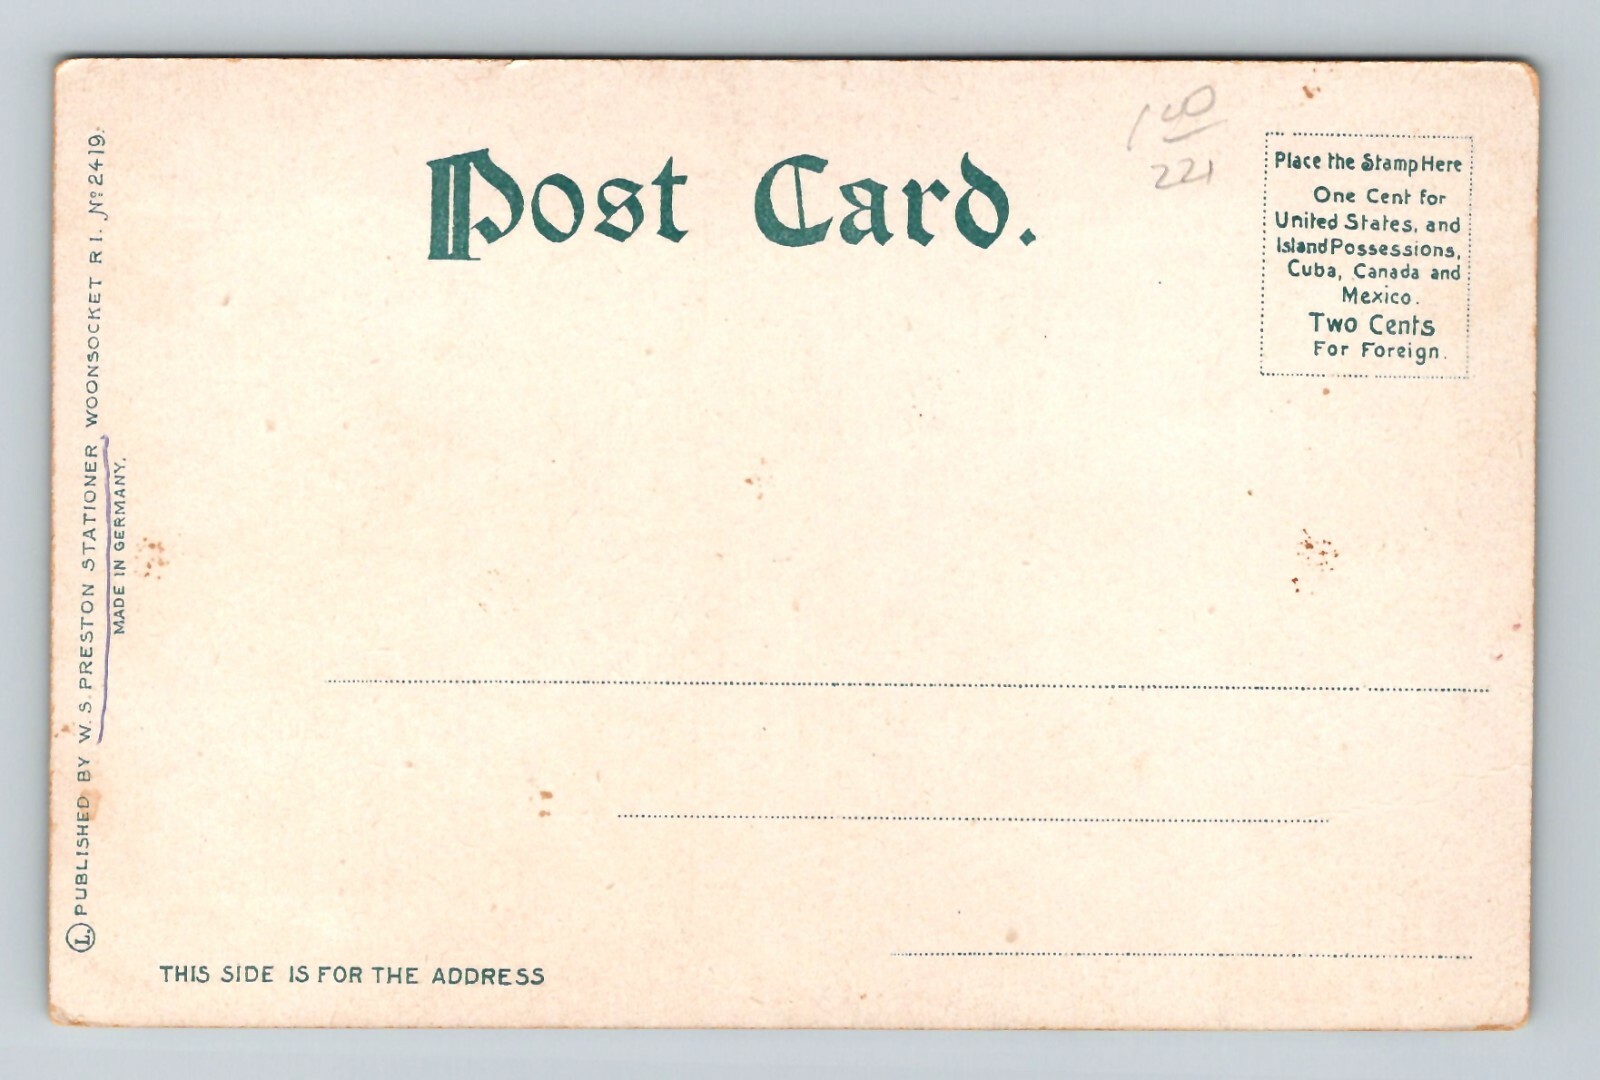 Post Card.
1 00
221
Place the Stamp Here
One Cent for
United States, and
Island Possessions,
Cuba, Canada and
Mexico.
Two Cents
For Foreign.
L. PUBLISHED BY W. S. PRESTON STATIONER WOONSOCKET R I. No 2419.
MADE IN GERMANY.
THIS SIDE IS FOR THE ADDRESS